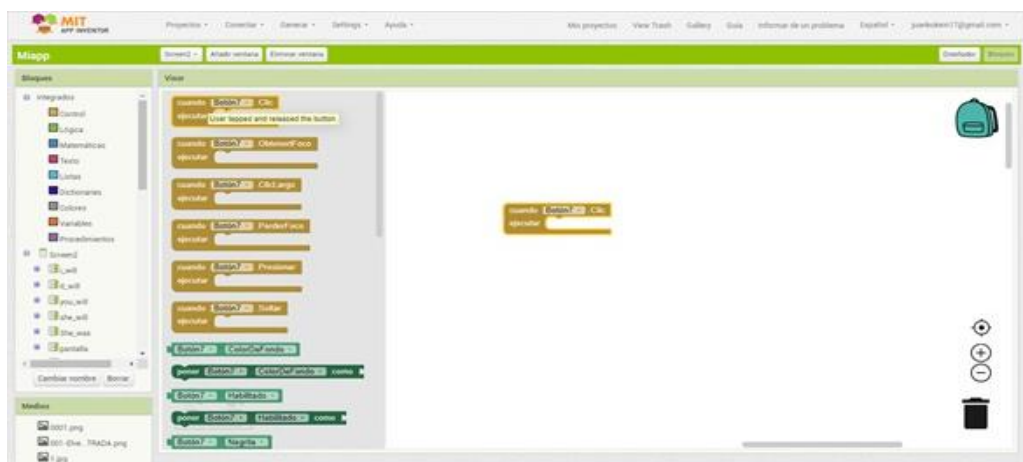 MIT
APP INVENTOR
Proyectos Conectar Generar Settings Ayuda
Mis proyectos View Trash Gallery Guía Informar de un problema Español
Miapp
Screen2 Añadir ventana Eliminar ventana
Diseñador Bloques
Bloques
Visor
Integrados
Control
Lógica
Matemáticas
Texto
Listas
Dictionaries
Colores
Variables
Procedimientos
Screen2
i_will
it_will
you_will
she_will
She_was
pantalla
Cambiar nombre Borrar
Medios
0001.png
1.jpg
cuando Botón7 Clic
ejecutar
User tapped and released the button.
cuando Botón7 ObtenerFoco
ejecutar
cuando Botón7 ClicLargo
ejecutar
cuando Botón7 PerderFoco
ejecutar
cuando Botón7 Presionar
ejecutar
cuando Botón7 Soltar
ejecutar
Botón7 ColorDeFondo
poner Botón7 ColorDeFondo como
Botón7 Habilitado
poner Botón7 Habilitado como
Botón7 Negrita
cuando Botón7 Clic
ejecutar